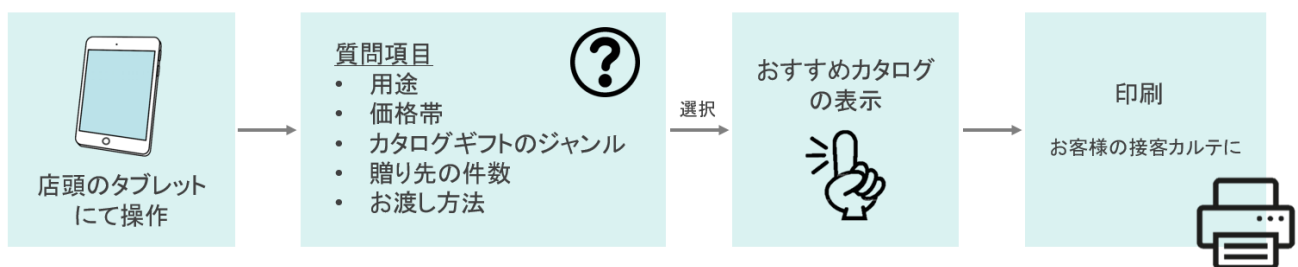 店頭のタブレット
にて操作
質問項目
• 用途
• 価格帯
• カタログギフトのジャンル
• 贈り先の件数
• お渡し方法
?
選択
おすすめカタログ
の表示
印刷
お客様の接客カルテに